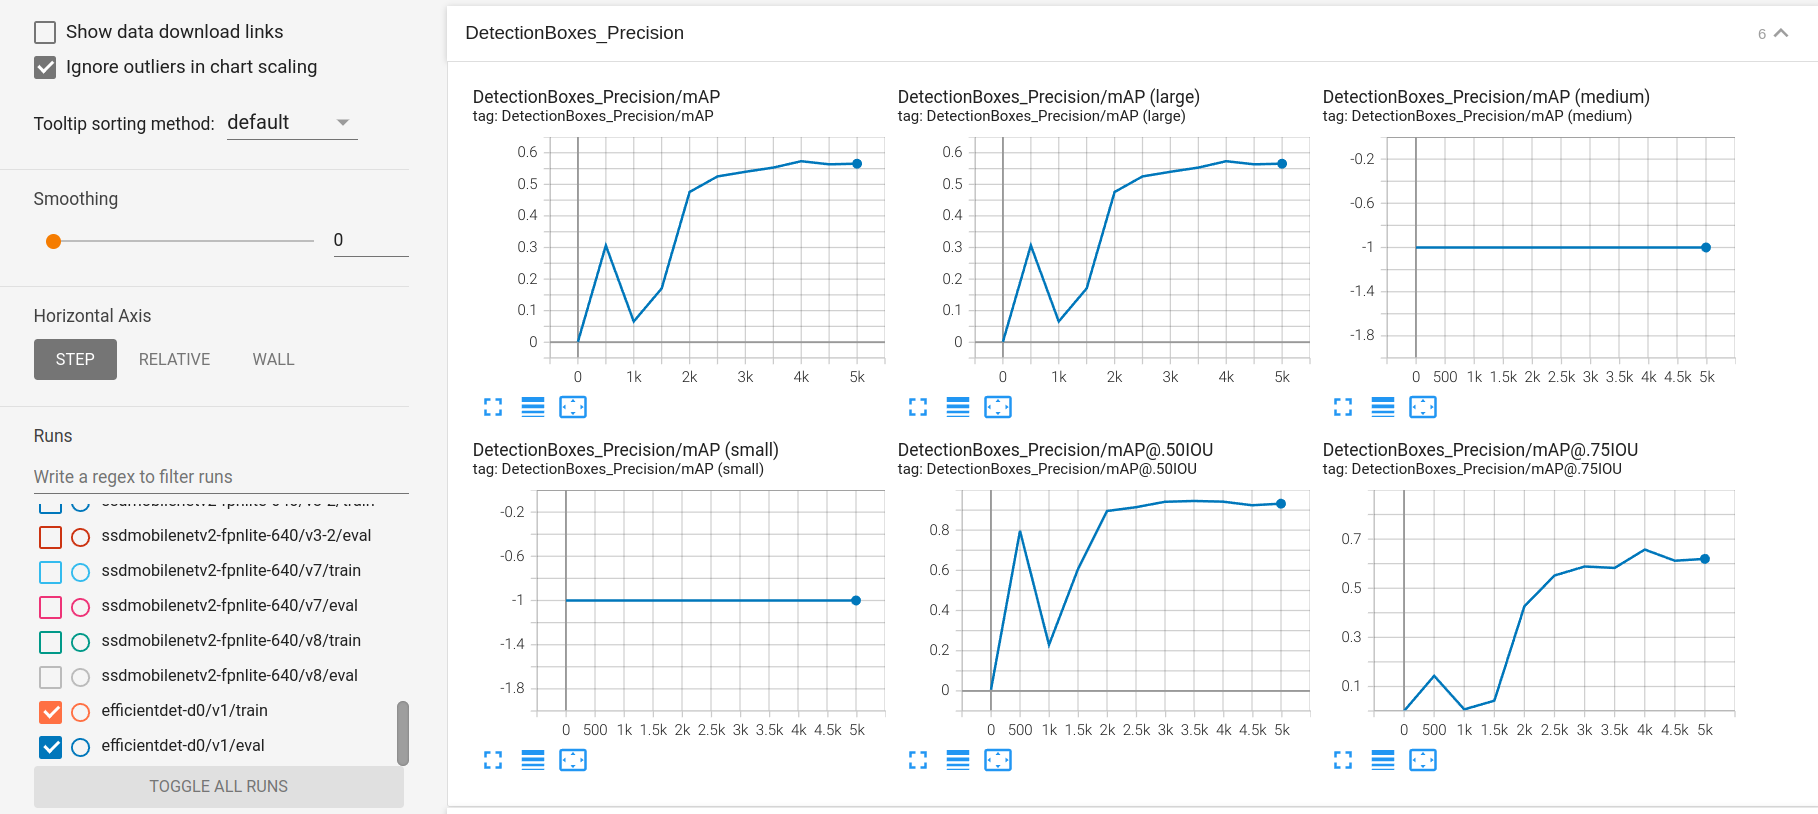 Show data download links
Ignore outliers in chart scaling
Tooltip sorting method: default
Smoothing
0
Horizontal Axis
STEP RELATIVE WALL
Runs
Write a regex to filter runs
ssdmobilenetv2-fpnlite-640/v3-2/eval
ssdmobilenetv2-fpnlite-640/v7/train
ssdmobilenetv2-fpnlite-640/v7/eval
ssdmobilenetv2-fpnlite-640/v8/train
ssdmobilenetv2-fpnlite-640/v8/eval
efficientdet-d0/v1/train
efficientdet-d0/v1/eval
TOGGLE ALL RUNS
DetectionBoxes_Precision
6
DetectionBoxes_Precision/mAP
tag: DetectionBoxes_Precision/mAP
0.6
0.5
0.4
0.3
0.2
0.1
0
0 1k 2k 3k 4k 5k
DetectionBoxes_Precision/mAP (large)
tag: DetectionBoxes_Precision/mAP (large)
0.6
0.5
0.4
0.3
0.2
0.1
0
0 1k 2k 3k 4k 5k
DetectionBoxes_Precision/mAP (medium)
tag: DetectionBoxes_Precision/mAP (medium)
-0.2
-0.6
-1
-1.4
-1.8
0 500 1k 1.5k 2k 2.5k 3k 3.5k 4k 4.5k 5k
DetectionBoxes_Precision/mAP (small)
tag: DetectionBoxes_Precision/mAP (small)
-0.2
-0.6
-1
-1.4
-1.8
0 500 1k 1.5k 2k 2.5k 3k 3.5k 4k 4.5k 5k
DetectionBoxes_Precision/mAP@.50IOU
tag: DetectionBoxes_Precision/mAP@.50IOU
0.8
0.6
0.4
0.2
0
0 500 1k 1.5k 2k 2.5k 3k 3.5k 4k 4.5k 5k
DetectionBoxes_Precision/mAP@.75IOU
tag: DetectionBoxes_Precision/mAP@.75IOU
0.7
0.5
0.3
0.1
0 500 1k 1.5k 2k 2.5k 3k 3.5k 4k 4.5k 5k